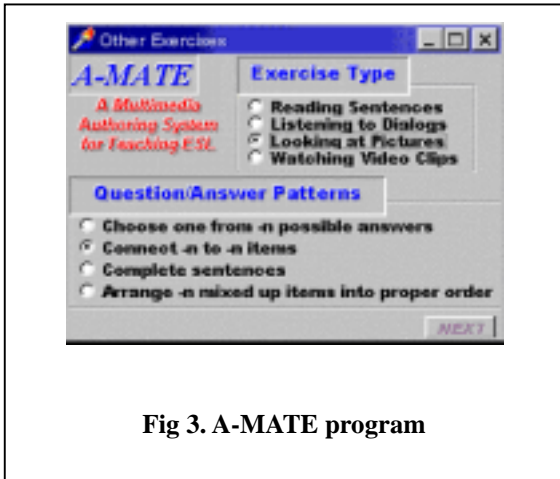 Other Exercises
A-MATE
A Multimedia
Authoring System
for Teaching ESL
Exercise Type
Reading Sentences
Listening to Dialogs
Looking at Pictures
Watching Video Clips
Question/Answer Patterns
Choose one from -n possible answers
Connect -n to -n items
Complete sentences
Arrange -n mixed up items into proper order
NEXT
Fig 3. A-MATE program